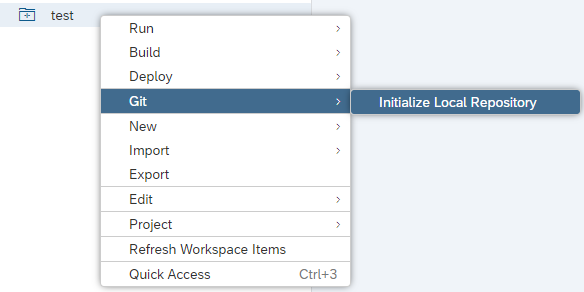 test
Run
Build
Deploy
Git
Initialize Local Repository
New
Import
Export
Edit
Project
Refresh Workspace Items
Quick Access Ctrl+3